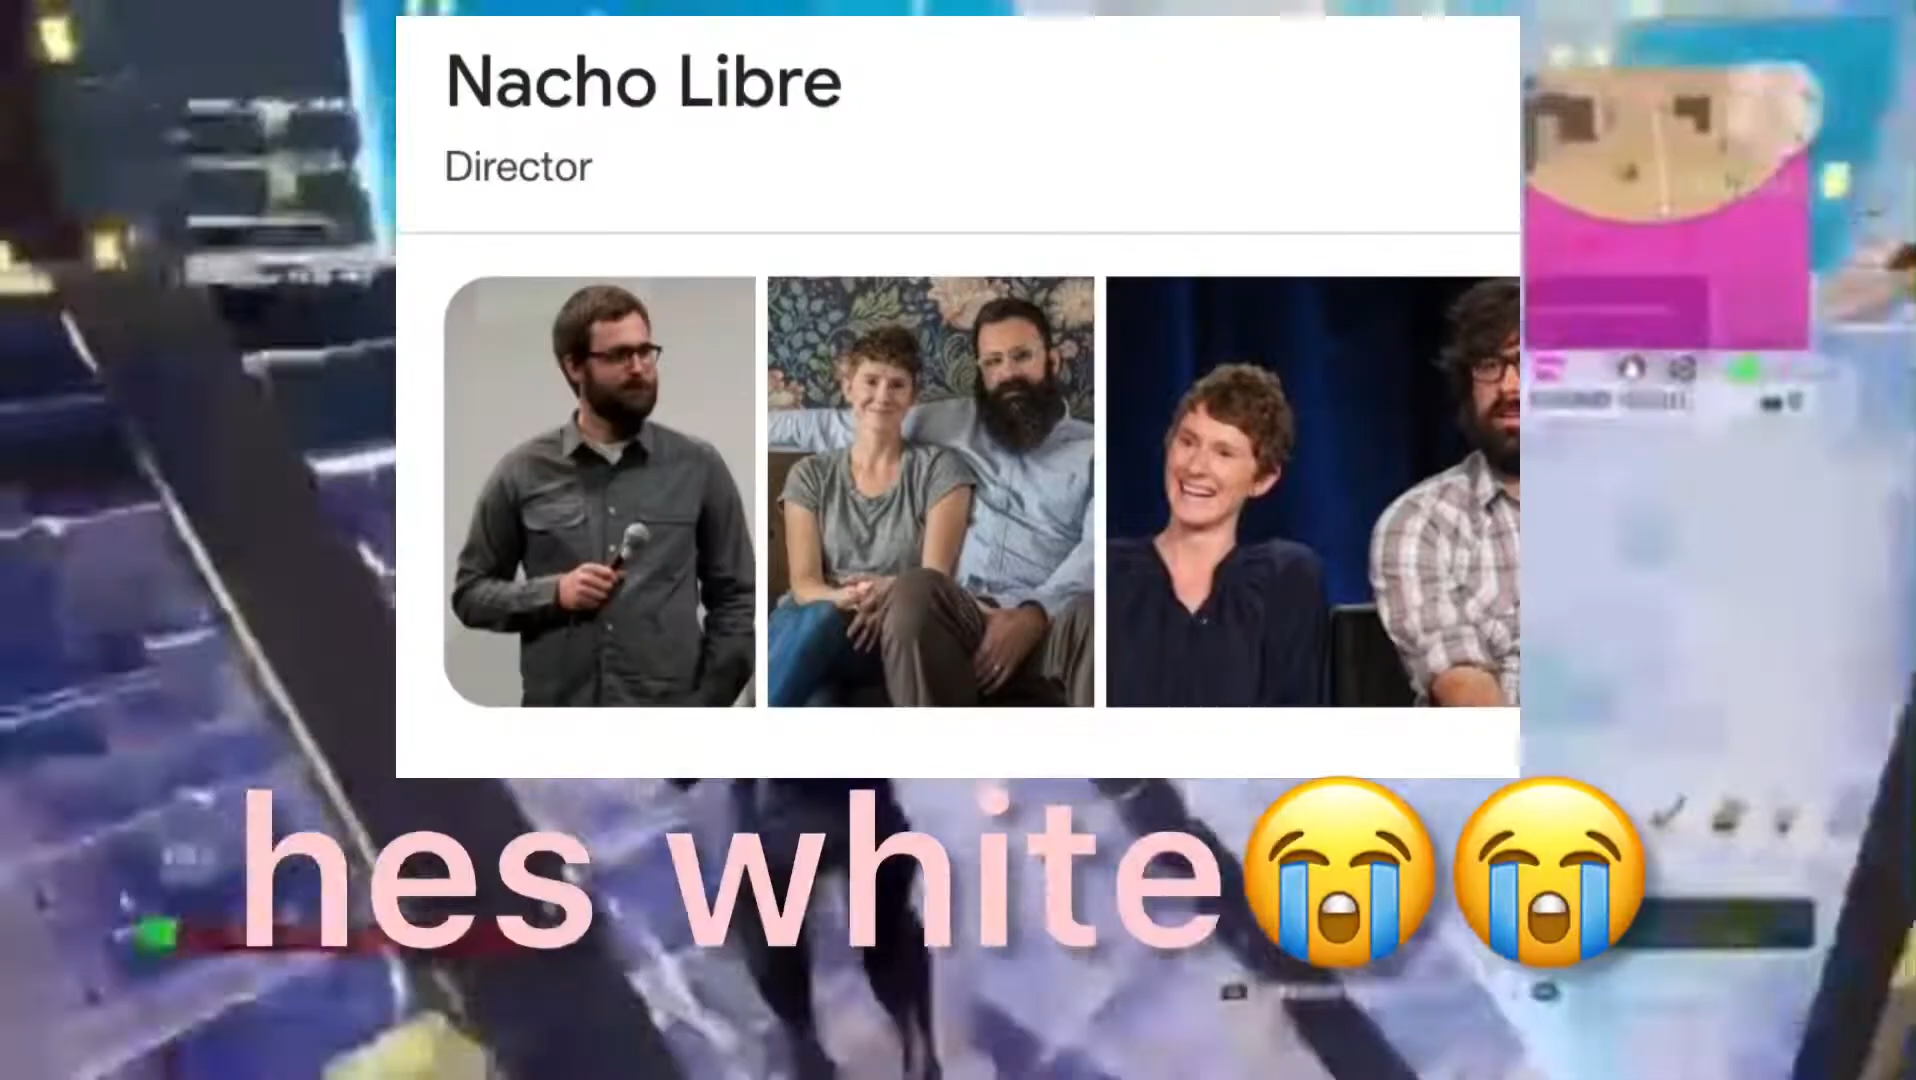 Nacho Libre
Director
hes white😭😭